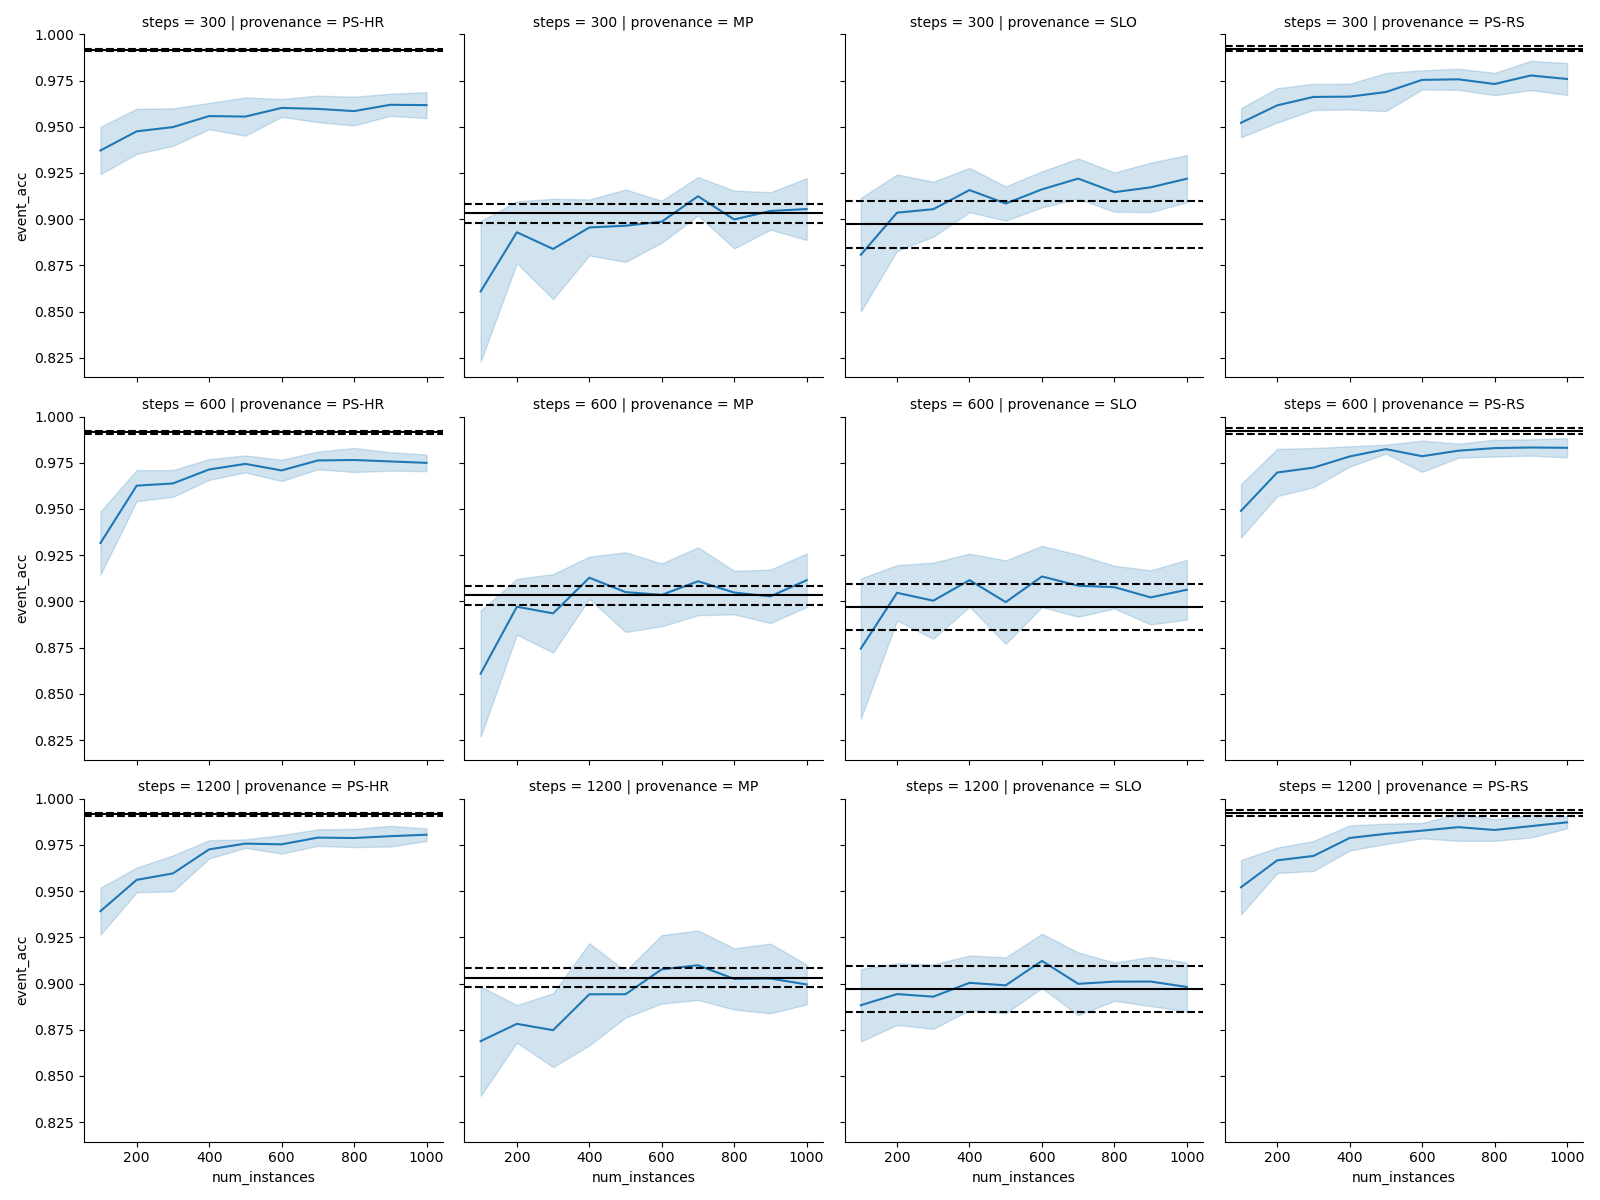 steps = 300 | provenance = PS-HR
steps = 300 | provenance = MP
steps = 300 | provenance = SLO
steps = 300 | provenance = PS-RS
1.000
0.975
0.950
0.925
0.900
0.875
0.850
0.825
event_acc
steps = 600 | provenance = PS-HR
steps = 600 | provenance = MP
steps = 600 | provenance = SLO
steps = 600 | provenance = PS-RS
1.000
0.975
0.950
0.925
0.900
0.875
0.850
0.825
event_acc
steps = 1200 | provenance = PS-HR
steps = 1200 | provenance = MP
steps = 1200 | provenance = SLO
steps = 1200 | provenance = PS-RS
1.000
0.975
0.950
0.925
0.900
0.875
0.850
0.825
event_acc
200 400 600 800 1000
200 400 600 800 1000
200 400 600 800 1000
200 400 600 800 1000
num_instances
num_instances
num_instances
num_instances